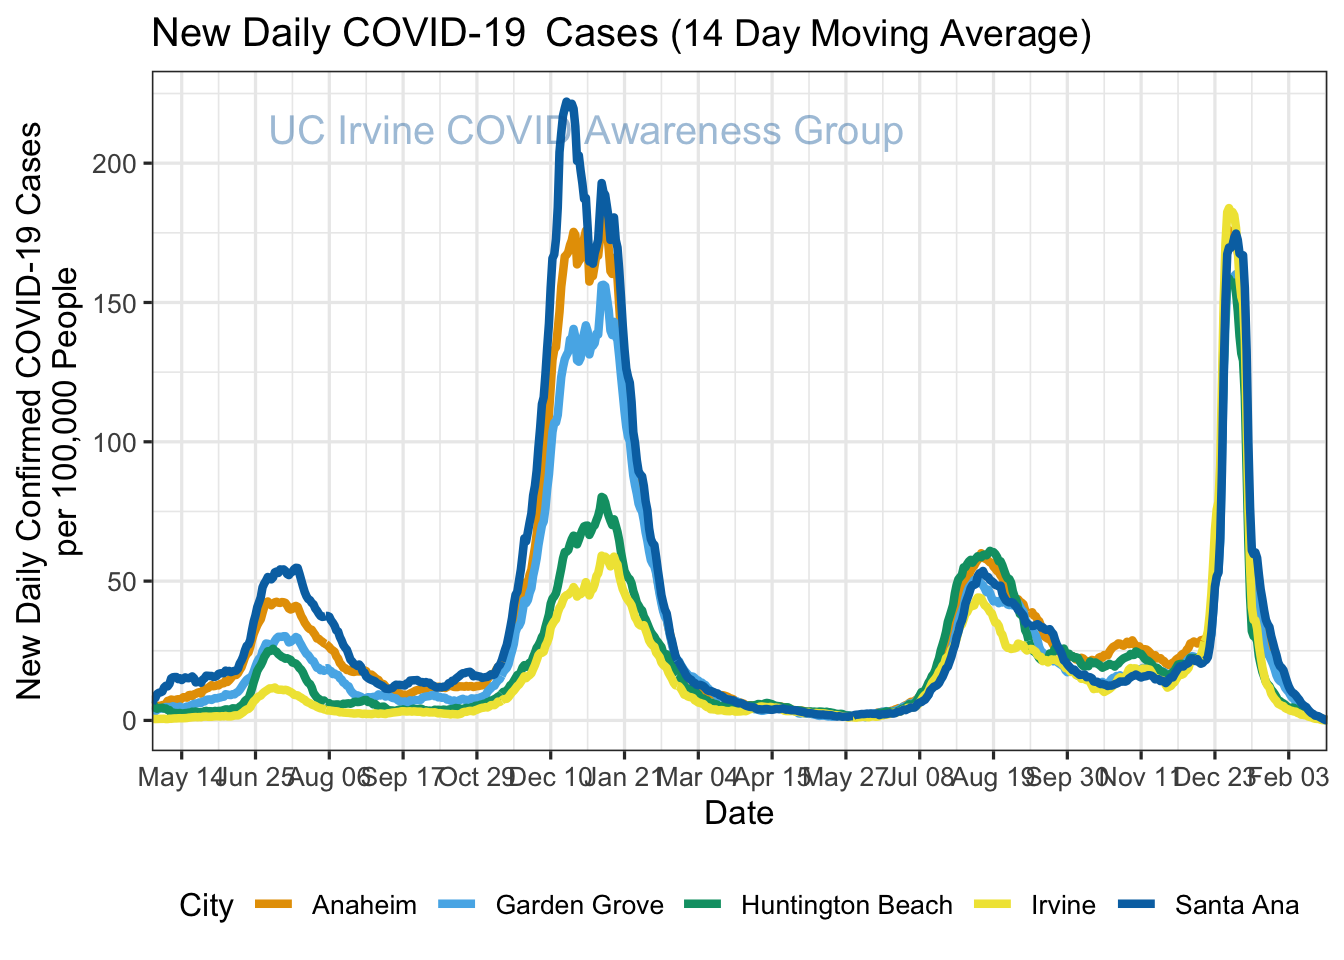 New Daily COVID-19 Cases (14 Day Moving Average)
UC Irvine COVID Awareness Group
New Daily Confirmed COVID-19 Cases
per 100,000 People
200
150
100
50
0
May 14 Jun 25 Aug 06 Sep 17 Oct 29 Dec 10 Jan 21 Mar 04 Apr 15 May 27 Jul 08 Aug 19 Sep 30 Nov 11 Dec 23 Feb 03
Date
City Anaheim Garden Grove Huntington Beach Irvine Santa Ana